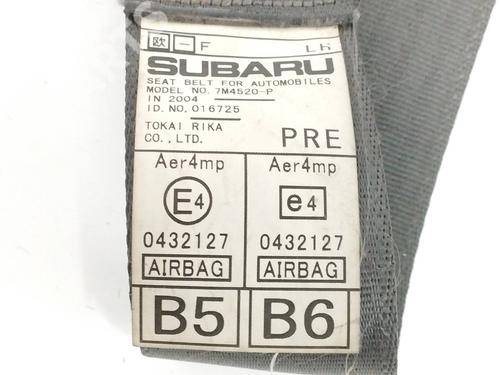 欧 - F LH
SUBARU
SEAT BELT FOR AUTOMOBILES
MODEL NO. 7M4520-P
IN 2004
ID.NO.016725
TOKAI RIKA
CO.,LTD. PRE
Aer4mp Aer4mp
E4 e4
0432127 0432127
AIRBAG AIRBAG
B5 B6